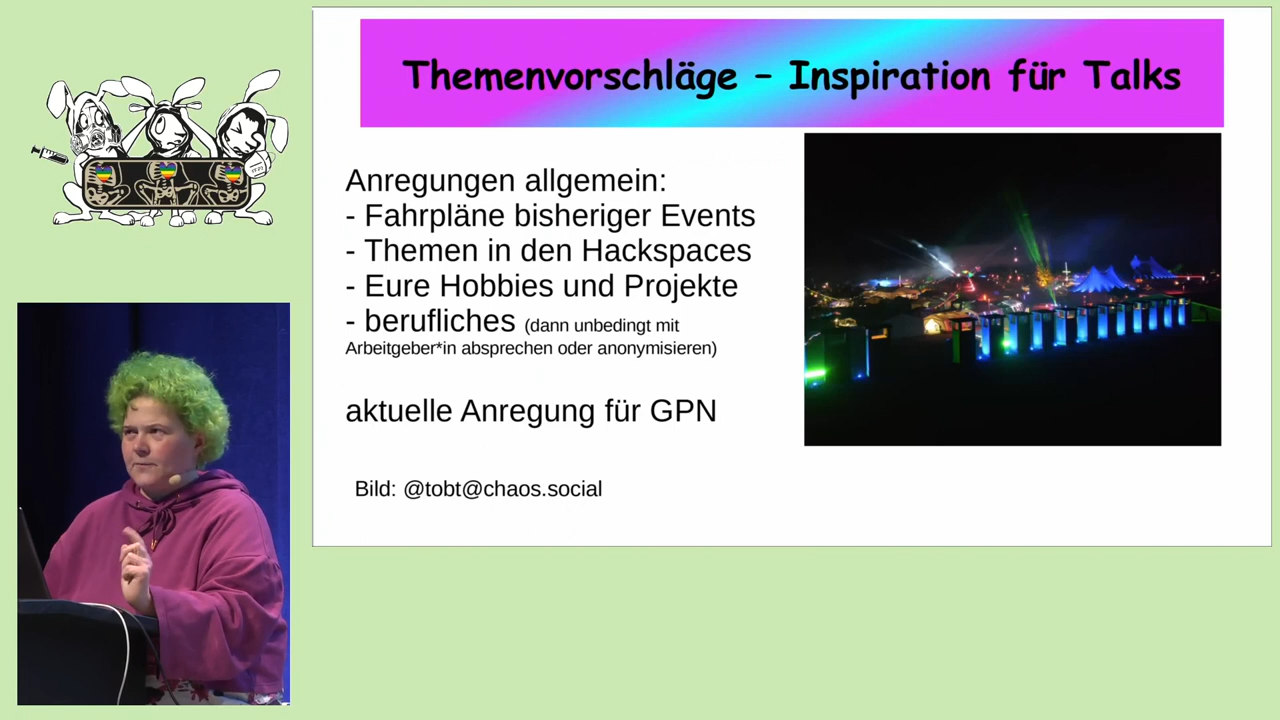 Themenvorschläge – Inspiration für Talks
Anregungen allgemein:
- Fahrpläne bisheriger Events
- Themen in den Hackspaces
- Eure Hobbies und Projekte
- berufliches (dann unbedingt mit
Arbeitgeber*in absprechen oder anonymisieren)
aktuelle Anregung für GPN
Bild: @tobt@chaos.social